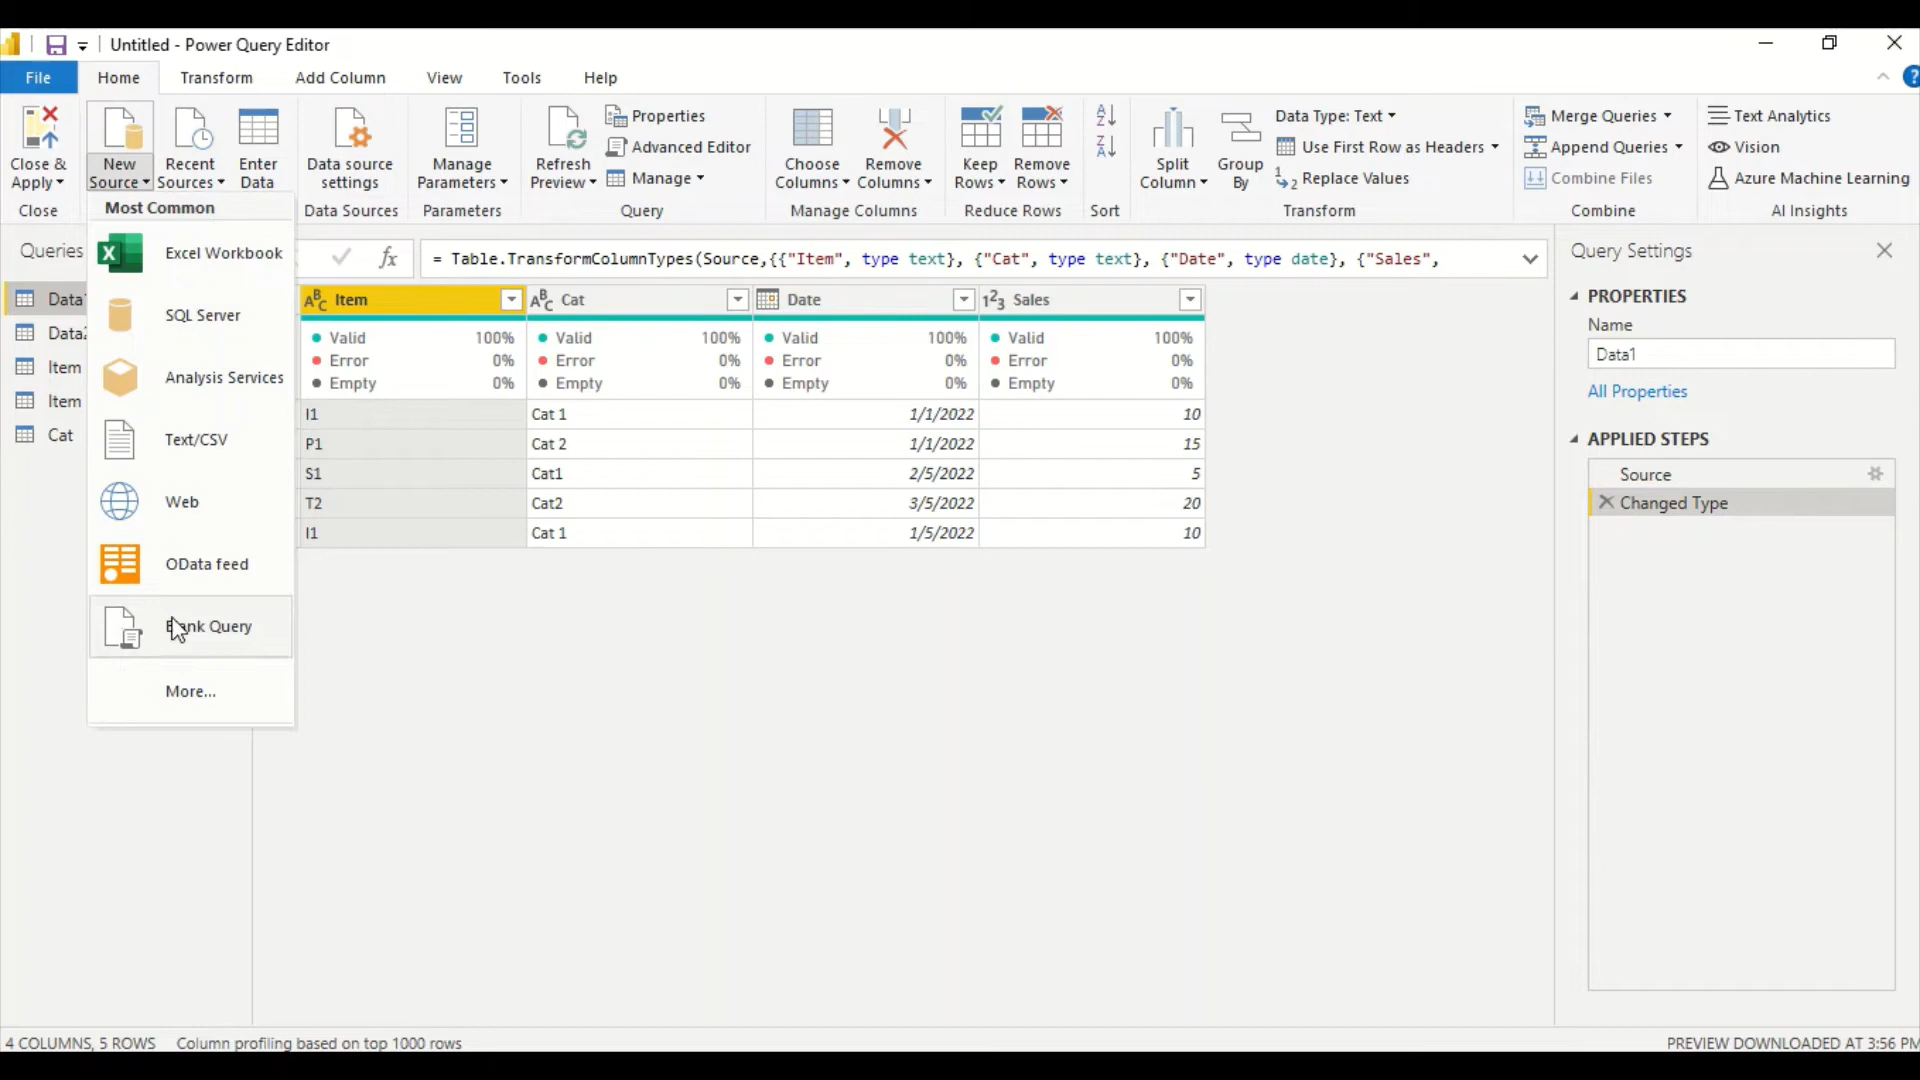 Untitled - Power Query Editor
File Home Transform Add Column View Tools Help
Close & Apply
New Source
Recent Sources
Enter Data
Data source settings
Manage Parameters
Refresh Preview
Properties
Advanced Editor
Manage
Choose Columns
Remove Columns
Keep Rows
Remove Rows
Split Column
Group By
Data Type: Text
Use First Row as Headers
Replace Values
Merge Queries
Append Queries
Combine Files
Text Analytics
Vision
Azure Machine Learning
Close Data Sources Parameters Query Manage Columns Reduce Rows Sort Transform Combine AI Insights
Most Common
Excel Workbook
SQL Server
Analysis Services
Text/CSV
Web
OData feed
Query
More...
Queries
Item
Item
Cat
fx = Table.TransformColumnTypes(Source,{{"Item", type text}, {"Cat", type text}, {"Date", type date}, {"Sales",
Item Cat Date Sales
Valid 100% Valid 100% Valid 100% Valid 100%
Error 0% Error 0% Error 0% Error 0%
Empty 0% Empty 0% Empty 0% Empty 0%
I1 Cat 1 1/1/2022 10
P1 Cat 2 1/1/2022 15
S1 Cat1 2/5/2022 5
T2 Cat2 3/5/2022 20
I1 Cat 1 1/5/2022 10
Query Settings
PROPERTIES
Name
Data1
All Properties
APPLIED STEPS
Source
Changed Type
4 COLUMNS, 5 ROWS Column profiling based on top 1000 rows
PREVIEW DOWNLOADED AT 3:56 PM